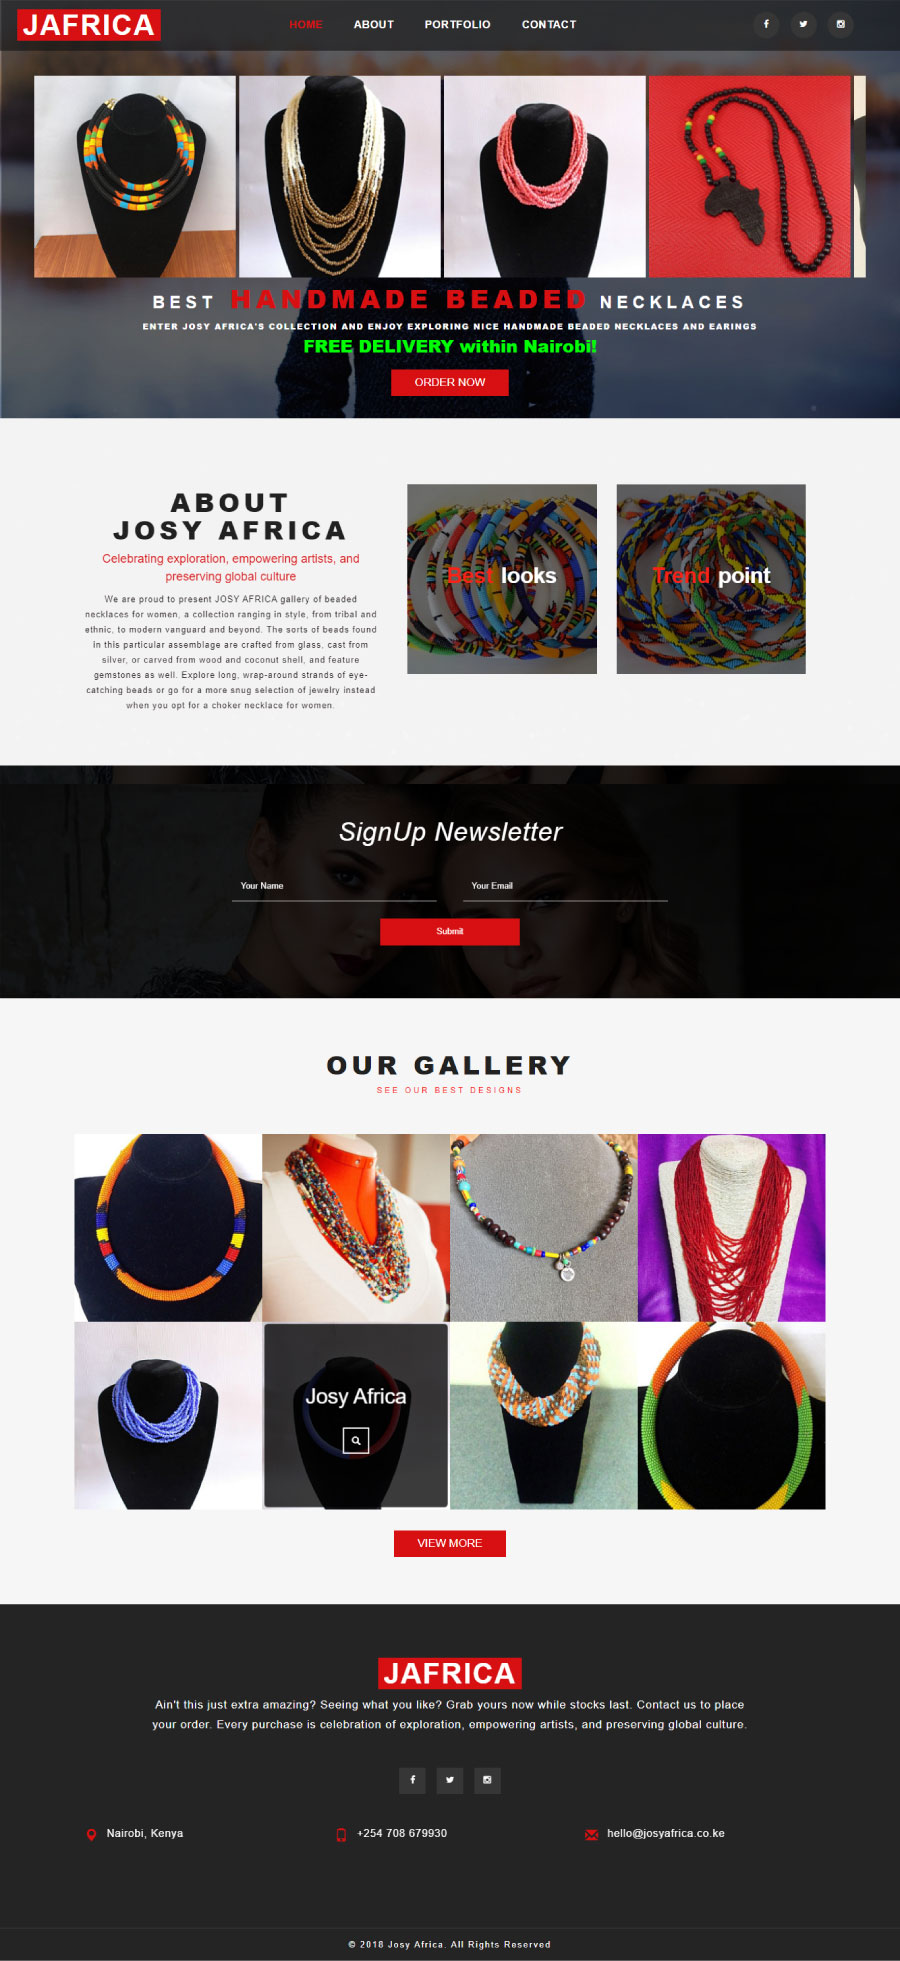 JAFRICA
HOME ABOUT PORTFOLIO CONTACT
BEST HANDMADE BEADED NECKLACES
ENTER JOSY AFRICA'S COLLECTION AND ENJOY EXPLORING NICE HANDMADE BEADED NECKLACES AND EARINGS
FREE DELIVERY within Nairobi!
ORDER NOW
ABOUT
JOSY AFRICA
Celebrating exploration, empowering artists, and
preserving global culture
We are proud to present JOSY AFRICA gallery of beaded
necklaces for women, a collection ranging in style, from tribal and
ethnic, to modern vanguard and beyond. The sorts of beads found
in this particular assemblage are crafted from glass, cast from
silver, or carved from wood and coconut shell, and feature
gemstones as well. Explore long, wrap-around strands of eye-
catching beads or go for a more snug selection of jewelry instead
when you opt for a choker necklace for women.
Best looks
Trend point
SignUp Newsletter
Your Name
Your Email
Submit
OUR GALLERY
SEE OUR BEST DESIGNS
Josy Africa
VIEW MORE
JAFRICA
Ain't this just extra amazing? Seeing what you like? Grab yours now while stocks last. Contact us to place
your order. Every purchase is celebration of exploration, empowering artists, and preserving global culture.
Nairobi, Kenya
+254 708 679930
hello@josyafrica.co.ke
© 2018 Josy Africa. All Rights Reserved